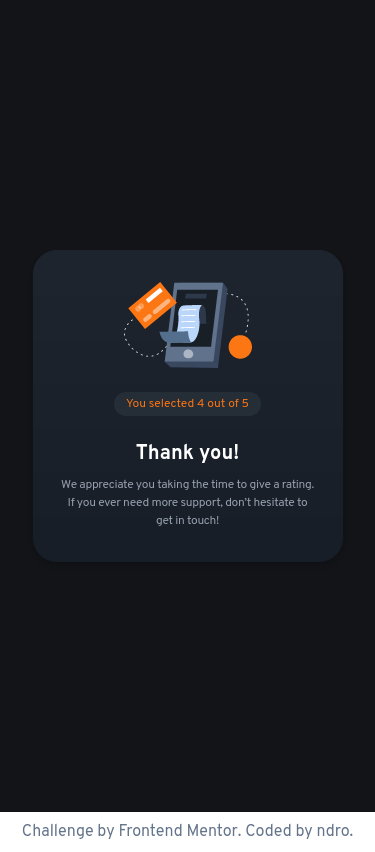 You selected 4 out of 5
Thank you!
We appreciate you taking the time to give a rating.
If you ever need more support, don't hesitate to
get in touch!
Challenge by Frontend Mentor. Coded by ndro.